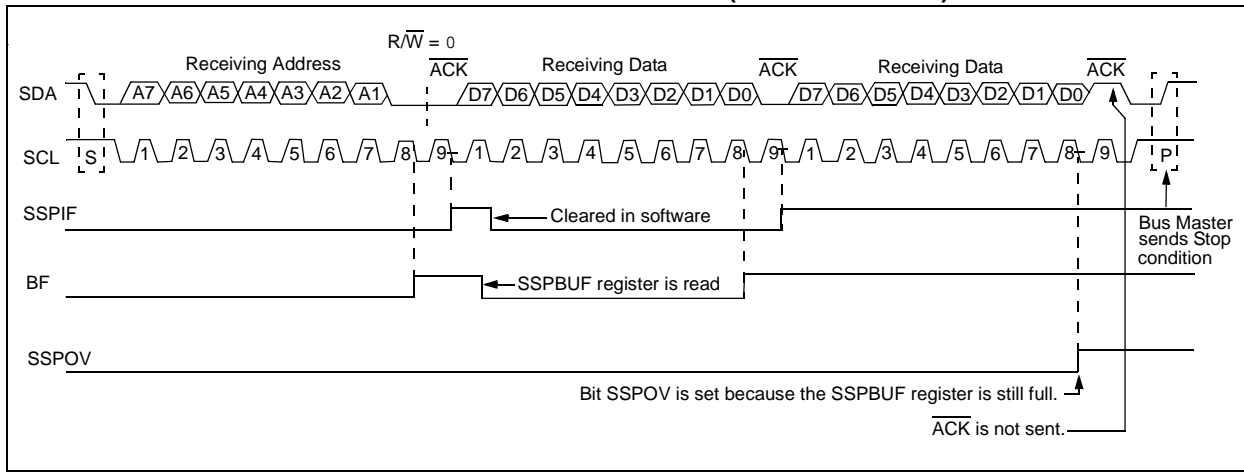 R/W = 0
Receiving Address
ACK
Receiving Data
ACK
Receiving Data
ACK
SDA
A7 A6 A5 A4 A3 A2 A1
D7 D6 D5 D4 D3 D2 D1 D0
D7 D6 D5 D4 D3 D2 D1 D0
SCL
S
1 2 3 4 5 6 7 8 9
1 2 3 4 5 6 7 8 9
1 2 3 4 5 6 7 8 9
P
SSPIF
Cleared in software
Bus Master
sends Stop
condition
BF
SSPBUF register is read
SSPOV
Bit SSPOV is set because the SSPBUF register is still full.
ACK is not sent.